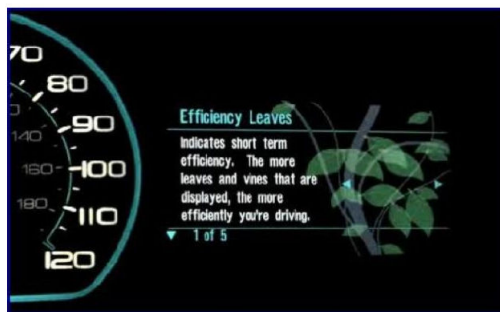 70
80
90
140
160
100
180
110
120
Efficiency Leaves
Indicates short term
efficiency. The more
leaves and vines that are
displayed, the more
efficiently you're driving.
1 of 5